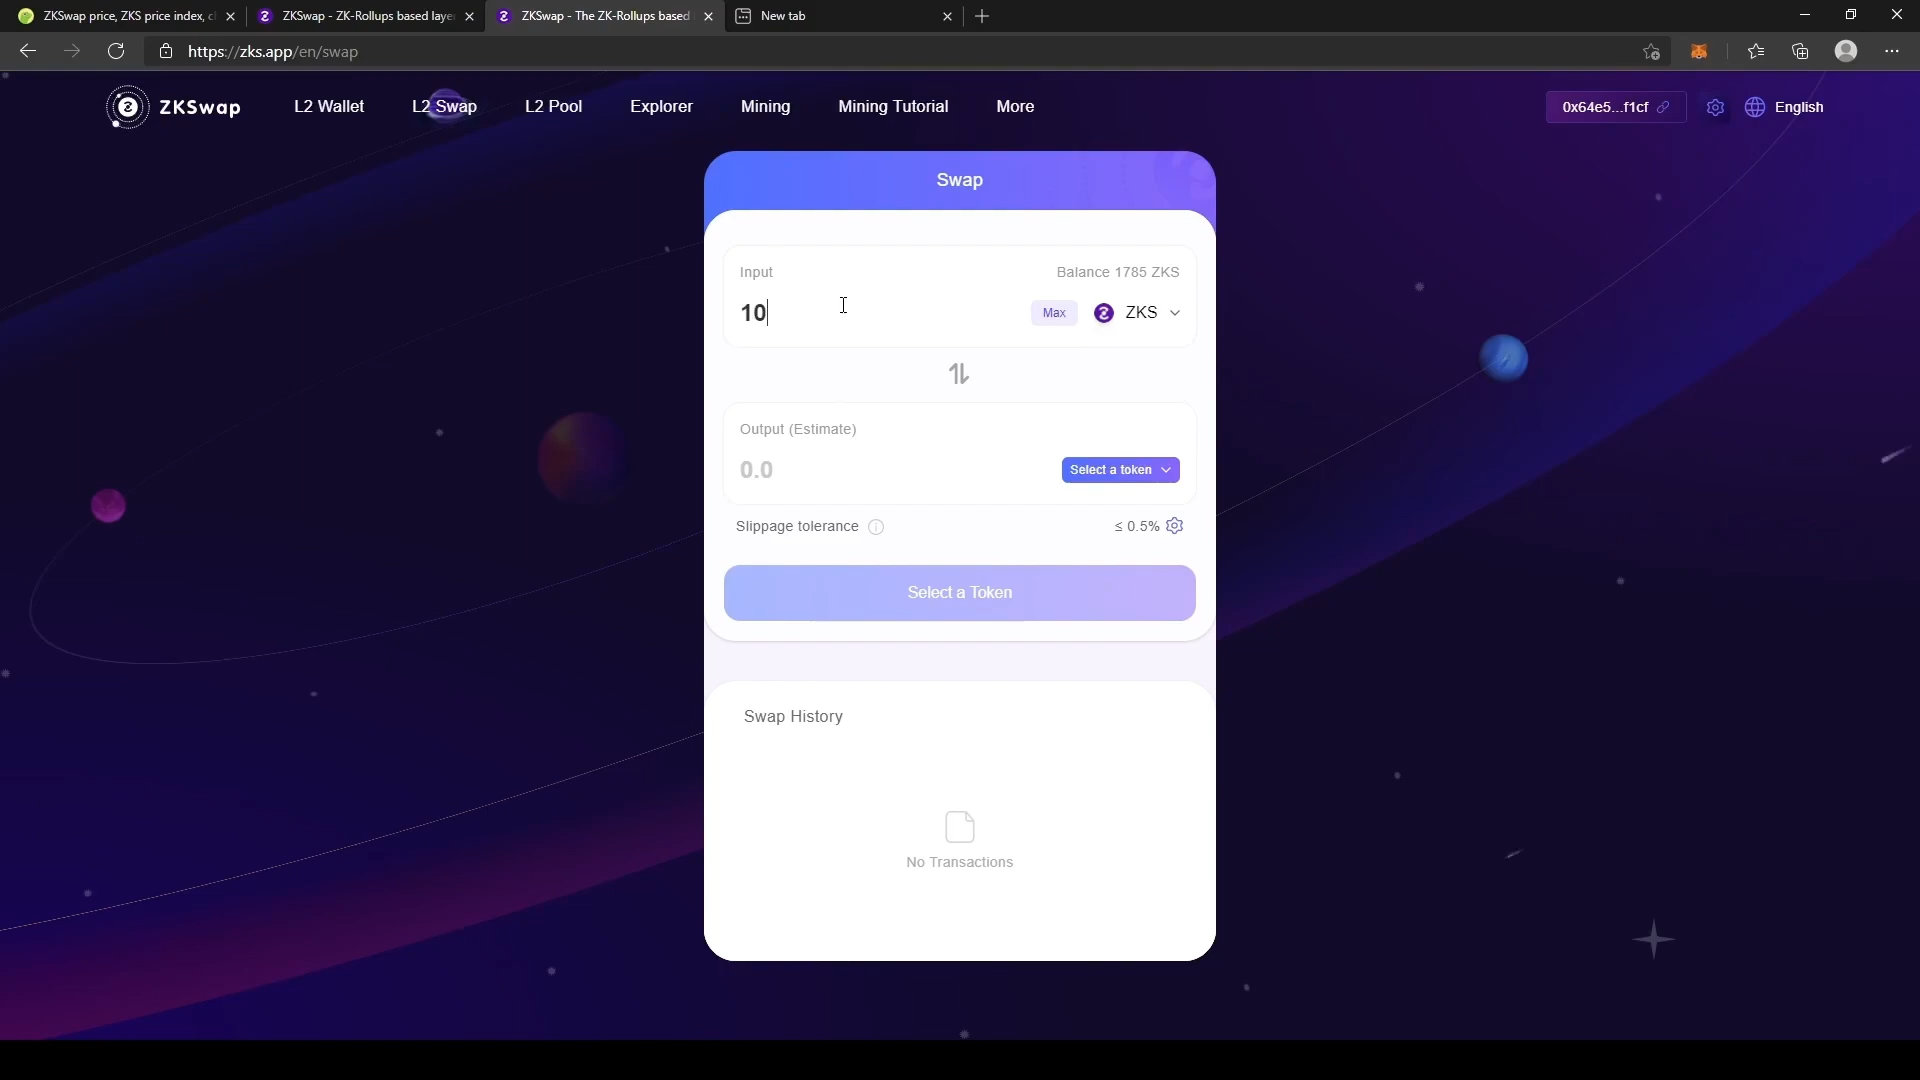 ZKSwap price, ZKS price index, cl
ZKSwap - ZK-Rollups based laye
ZKSwap - The ZK-Rollups based
New tab
https://zks.app/en/swap
ZKSwap
L2 Wallet
L2 Swap
L2 Pool
Explorer
Mining
Mining Tutorial
More
0x64e5...f1cf
English
Swap
Input
Balance 1785 ZKS
10
Max
ZKS
Output (Estimate)
0.0
Select a token
Slippage tolerance
≤ 0.5%
Select a Token
Swap History
No Transactions